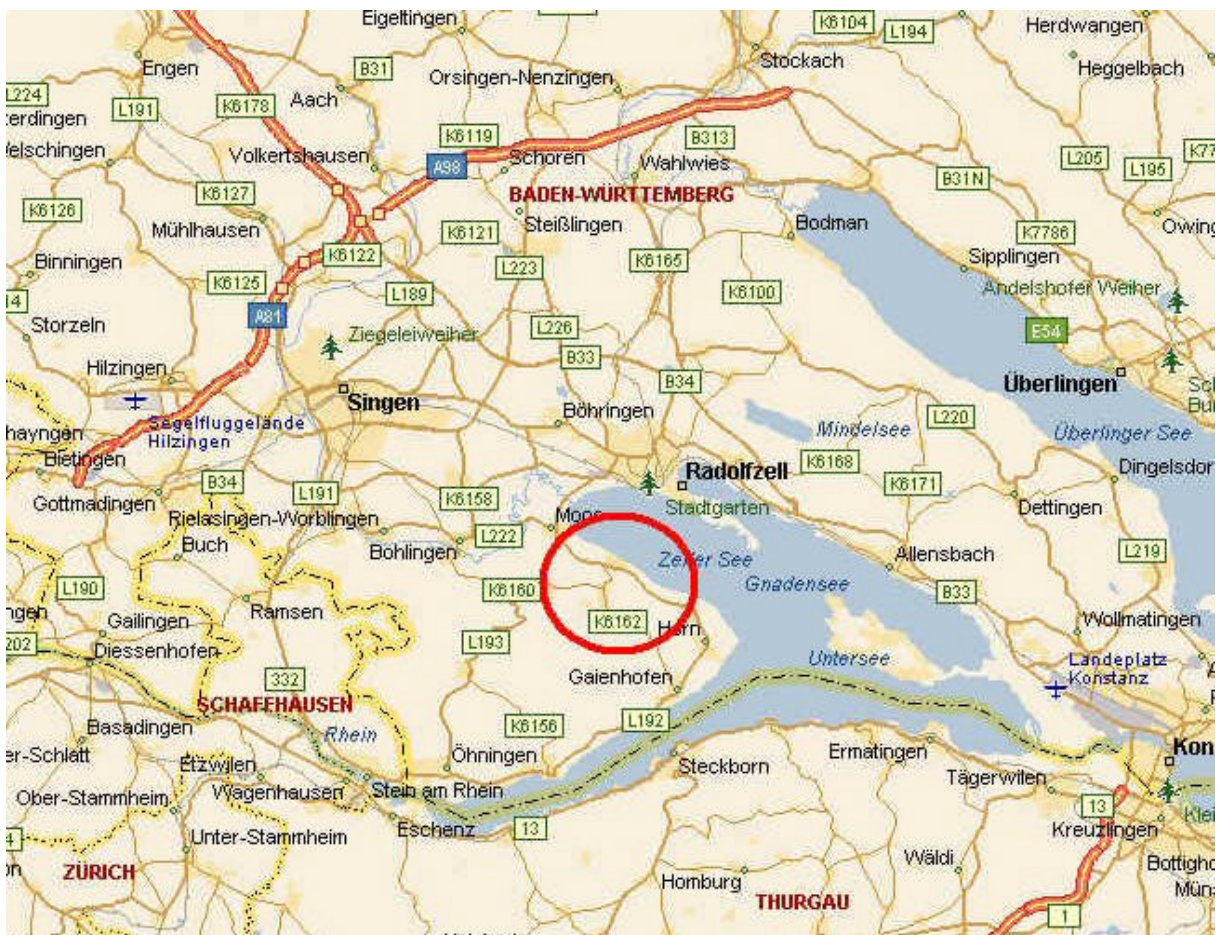 Eigeltingen
K6104
L194
Herdwangen
Engen
B31
Orsingen-Nenzingen
Stockach
Heggelbach
L224
L191
K6178
Aach
K6119
B313
Volkertshausen
A98
Schoren
Wahlwies
L205
L195
K6127
BADEN-WÜRTTEMBERG
B31N
K6126
Mühlhausen
K6121
Steißlingen
Bodman
K7786
Binningen
K6125
K6122
L223
K6165
Sipplingen
L189
K6100
Andelshofer Weiher
Storzeln
A81
Ziegeleiweiher
L226
E54
Hilzingen
B33
B34
Überlingen
Singen
Böhringen
Segelfluggelände
Hilzingen
Mindelsee
L220
Überlinger See
Bietingen
Radolfzell
K6168
Gottmadingen
B34
L191
K6158
K6171
Rielasingen-Worblingen
Moos
Stadtgarten
Dettingen
Buch
Bohlingen
L222
Zeller See
Allensbach
L219
L190
K6160
Gnadensee
B33
Ramsen
Gailingen
K6162
Horn
Wollmatingen
202
Diessenhofen
L193
Untersee
Landeplatz
Konstanz
332
Gaienhofen
SCHAFFHAUSEN
L192
Basadingen
Rhein
K6156
Öhningen
Ermatingen
Etzwilen
Steckborn
Tägerwilen
Ober-Stammheim
Wagenhausen
Stein am Rhein
13
Eschenz
13
Kreuzlingen
Unter-Stammheim
Wäldi
ZÜRICH
Homburg
THURGAU
1